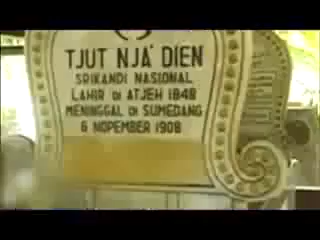 TJUT NJA' DIEN
SRIKANDI NASIONAL
LAHIR DI ATJEH 1848
MENINGGAL DI SUMEDANG
6 NOPEMBER 1908